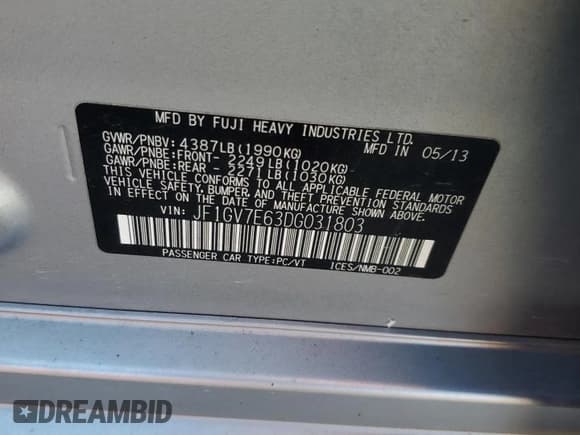 MFD BY FUJI HEAVY INDUSTRIES LTD.
GVWR/PNBV: 4387LB(1990KG) MFD IN 05/13
GAWR/PNBE:FRONT- 2249LB(1020KG)
GAWR/PNBE:REAR - 2271LB(1030KG)
THIS VEHICLE CONFORMS TO ALL APPLICABLE FEDERAL MOTOR
VEHICLE SAFETY, BUMPER, AND THEFT PREVENTION STANDARDS
IN EFFECT ON THE DATE OF MANUFACTURE SHOWN ABOVE.
VIN: JF1GV7E63DG031803
PASSENGER CAR TYPE:PC/VT ICES/NMB-002
DREAMBID